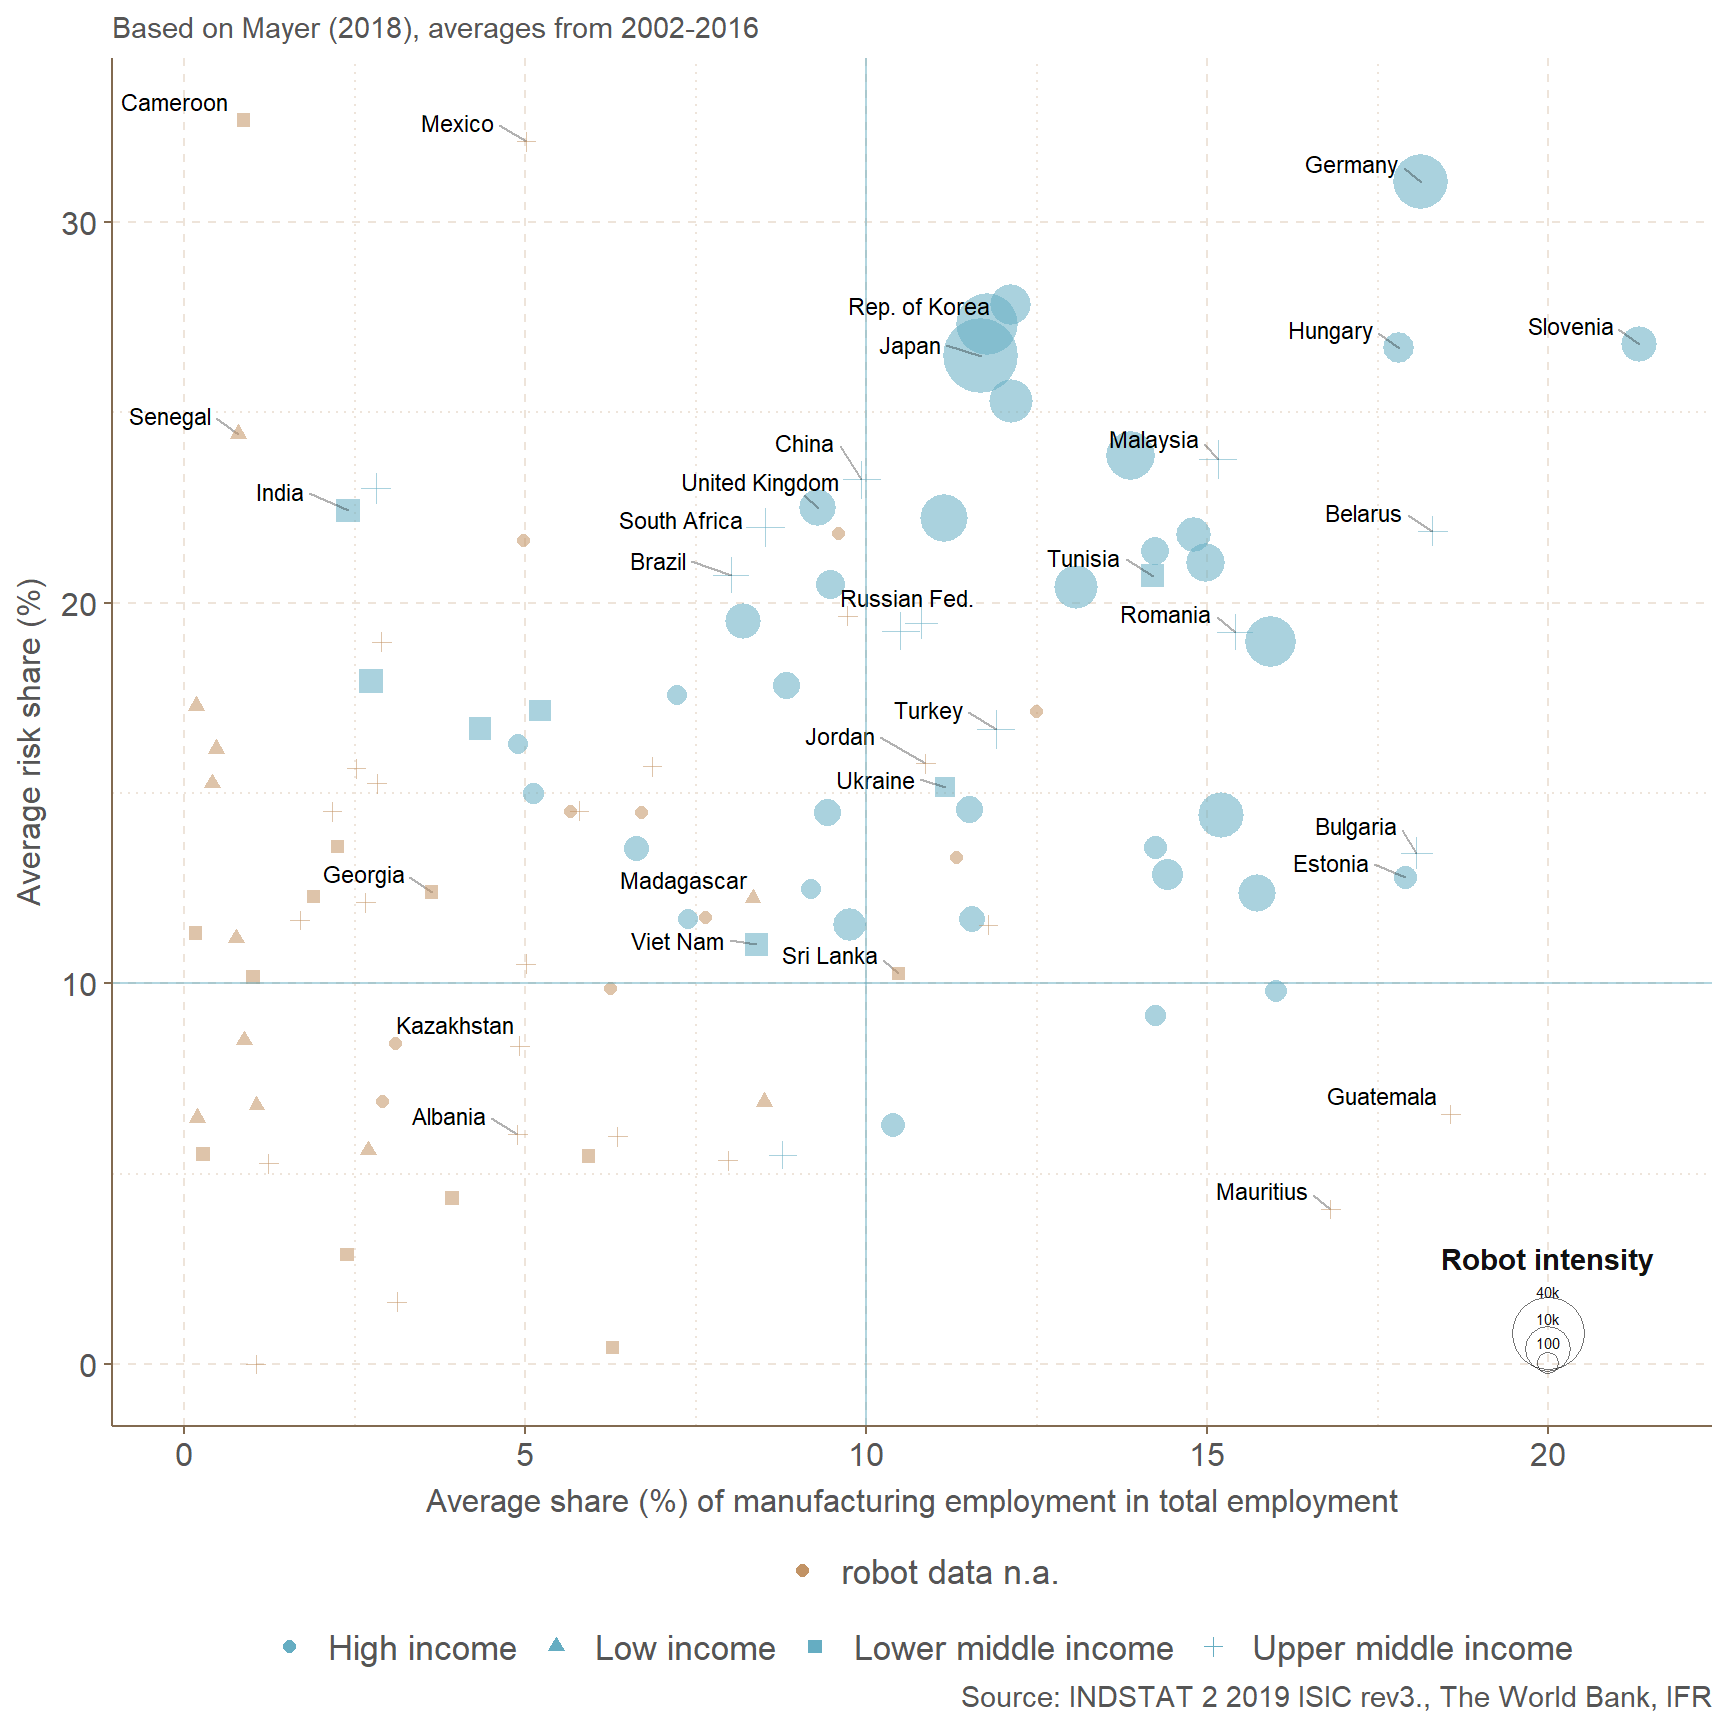 Based on Mayer (2018), averages from 2002-2016
Cameroon
Mexico
Germany
30
Rep. of Korea
Hungary
Slovenia
Japan
Senegal
China
Malaysia
United Kingdom
India
South Africa
Belarus
Brazil
Tunisia
20
Russian Fed.
Romania
Turkey
Jordan
Ukraine
Bulgaria
Estonia
Georgia
Madagascar
Viet Nam
Sri Lanka
10
Kazakhstan
Albania
Guatemala
Mauritius
Robot intensity
40k
10k
100
0
Average risk share (%)
0 5 10 15 20
Average share (%) of manufacturing employment in total employment
robot data n.a.
High income Low income Lower middle income Upper middle income
Source: INDSTAT 2 2019 ISIC rev3., The World Bank, IFR